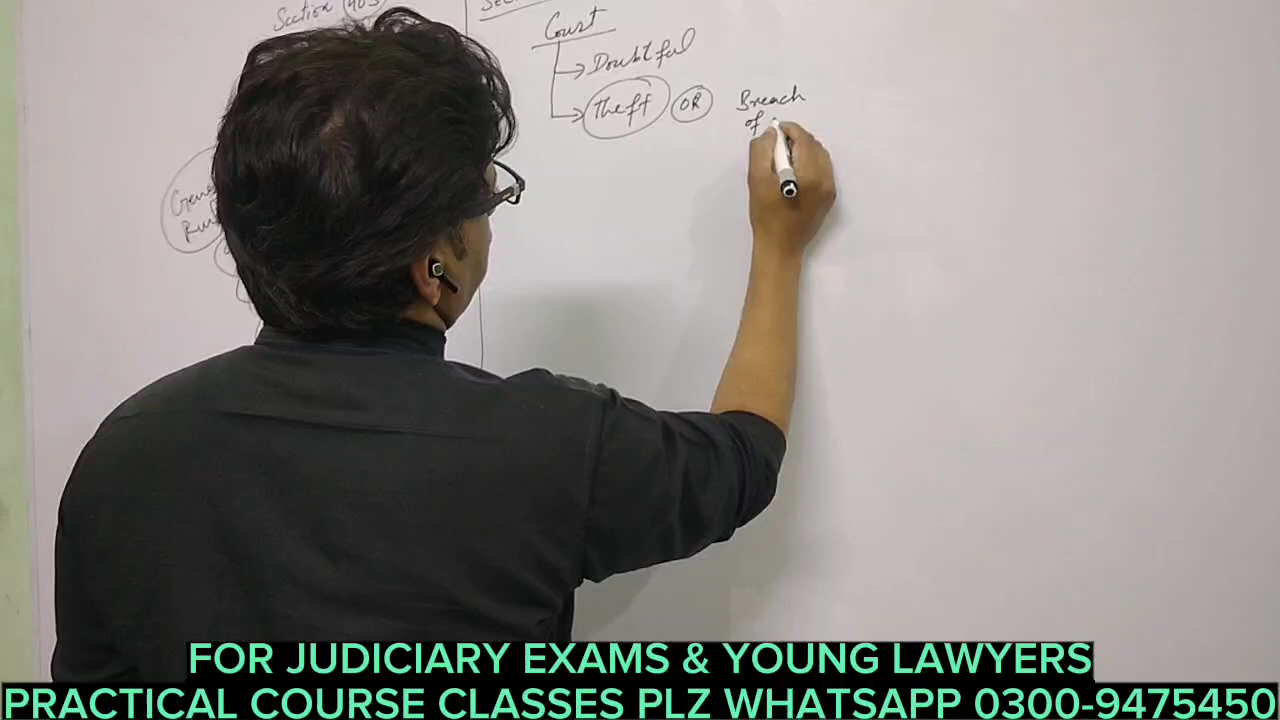 Section 403
Sec
Court
Doubtful
Theft OR Breach
of
FOR JUDICIARY EXAMS & YOUNG LAWYERS
PRACTICAL COURSE CLASSES PLZ WHATSAPP 0300-9475450